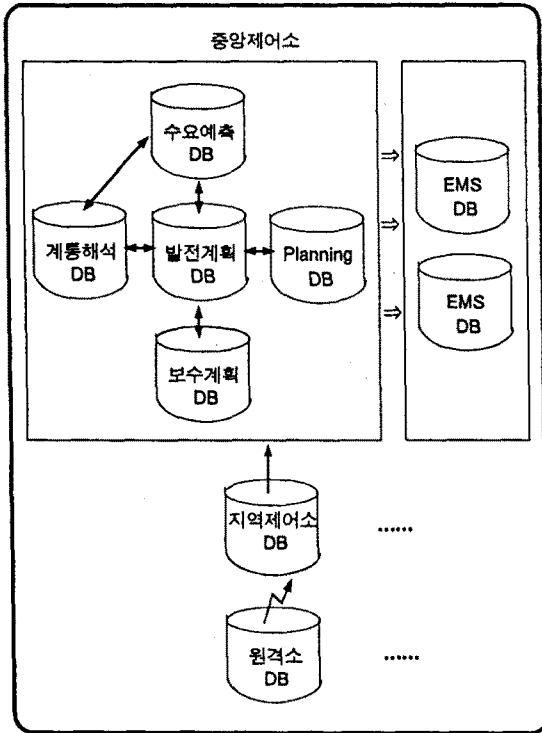 중앙제어소
수요예측
DB
⇒
EMS
DB
계통해석
DB
발전계획
DB
Planning
DB
⇒
EMS
DB
⇒
보수계획
DB
지역제어소
DB
······
원격소
DB
······